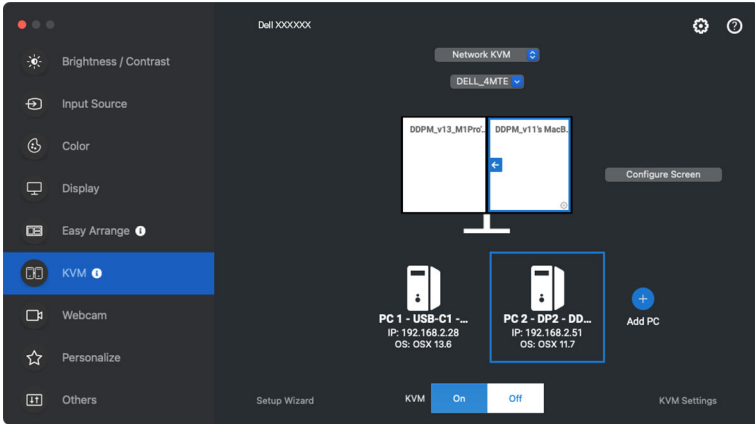 Dell XXXXXX
Brightness / Contrast
Input Source
Color
Display
Easy Arrange
KVM
Webcam
Personalize
Others
Network KVM
DELL_4MTE
DDPM_v13_M1Pro'..
DDPM_v11's MacB..
Configure Screen
PC 1 - USB-C1 -...
IP: 192.168.2.28
OS: OSX 13.6
PC 2 - DP2 - DD...
IP: 192.168.2.51
OS: OSX 11.7
Add PC
Setup Wizard
KVM
On
Off
KVM Settings